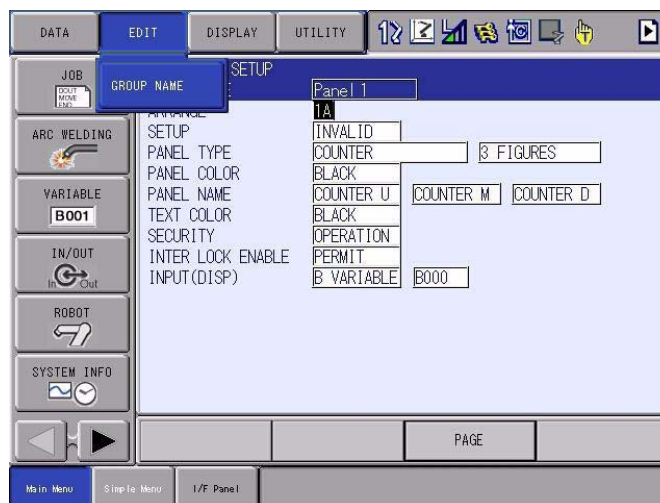 DATA EDIT DISPLAY UTILITY
GROUP NAME
SETUP
Panel 1
1A
SETUP INVALID
PANEL TYPE COUNTER 3 FIGURES
PANEL COLOR BLACK
PANEL NAME COUNTER U COUNTER M COUNTER D
TEXT COLOR BLACK
SECURITY OPERATION
INTER LOCK ENABLE PERMIT
INPUT(DISP) B VARIABLE B000
JOB
DOUT
MOVE
END
ARC WELDING
VARIABLE
B001
IN/OUT
In Out
ROBOT
SYSTEM INFO
PAGE
Main Menu Simple Menu I/F Panel